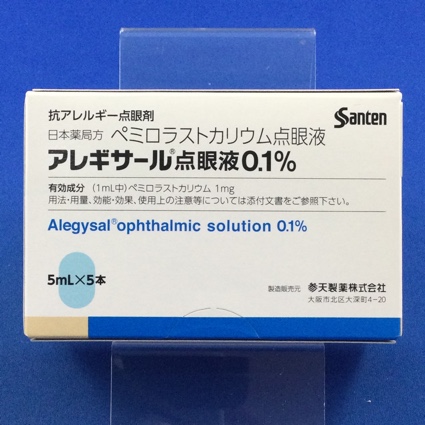 抗アレルギー点眼剤
Santen
日本薬局方 ペミロラストカリウム点眼液
アレギサール®点眼液0.1%
有効成分 (1mL中)ペミロラストカリウム 1mg
用法・用量、効能・効果、使用上の注意等については添付文書をご参照下さい。
Alegysal®ophthalmic solution 0.1%
5mL×5本
製造販売元 参天製薬株式会社
大阪市北区大深町4-20